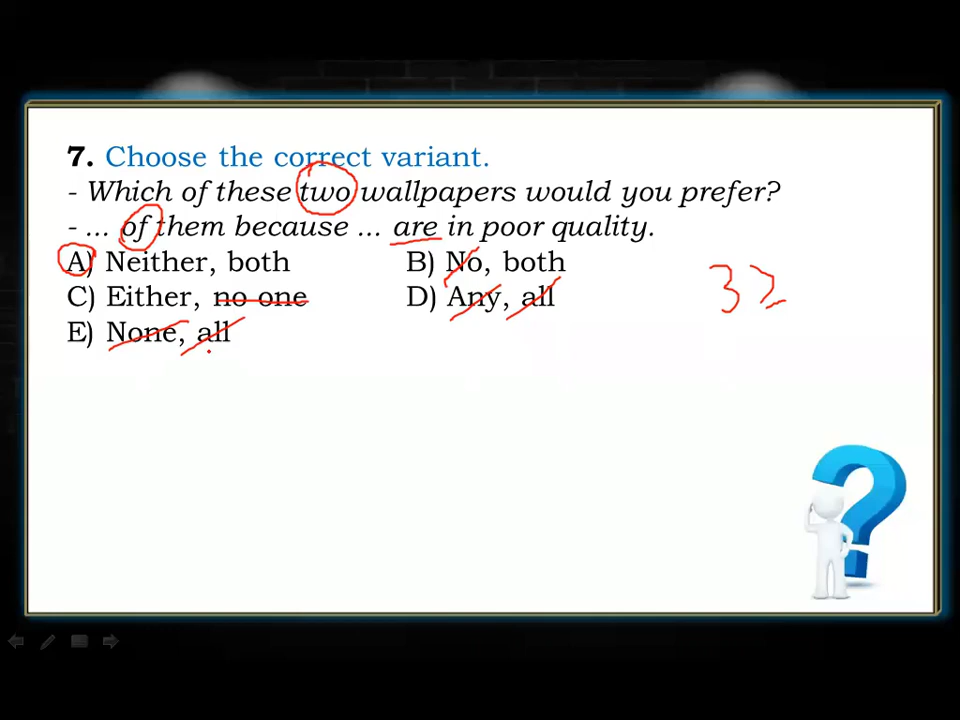 7. Choose the correct variant.
- Which of these two wallpapers would you prefer?
- ... of them because ... are in poor quality.
A) Neither, both B) No, both
C) Either, no one D) Any, all
E) None, all